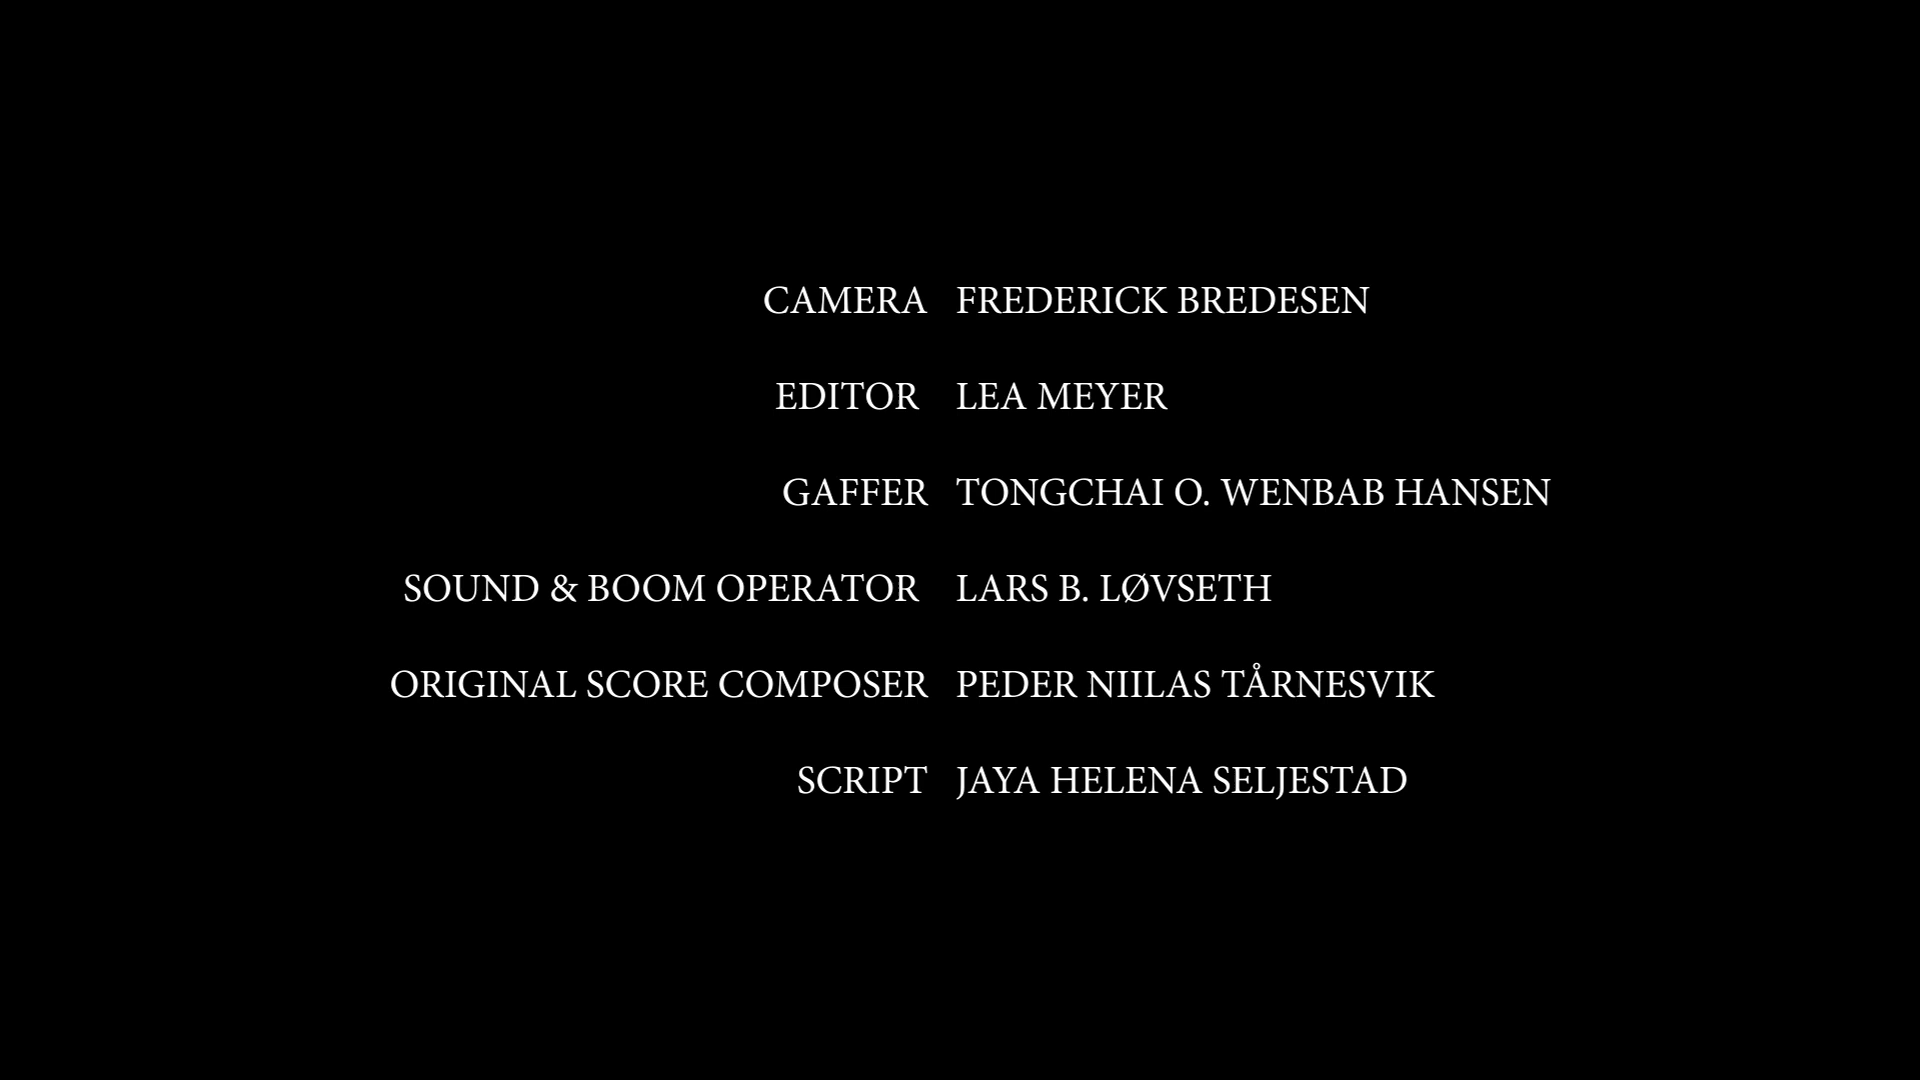 CAMERA FREDERICK BREDESEN
EDITOR LEA MEYER
GAFFER TONGCHAI O. WENBAB HANSEN
SOUND & BOOM OPERATOR LARS B. LØVSETH
ORIGINAL SCORE COMPOSER PEDER NIILAS TÅRNESVIK
SCRIPT JAYA HELENA SELJESTAD